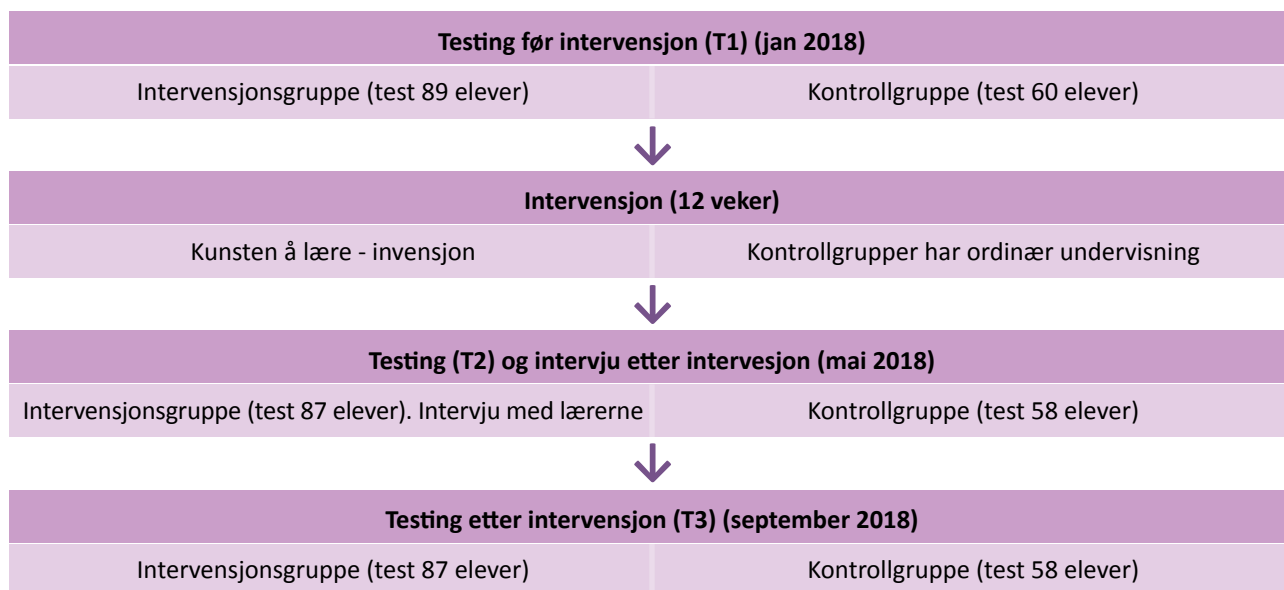 Testing før intervensjon (T1) (jan 2018)
Intervensjonsgruppe (test 89 elever)
Kontrollgruppe (test 60 elever)
Intervensjon (12 veker)
Kunsten å lære - invensjon
Kontrollgrupper har ordinær undervisning
Testing (T2) og intervju etter intervesjon (mai 2018)
Intervensjonsgruppe (test 87 elever). Intervju med lærerne
Kontrollgruppe (test 58 elever)
Testing etter intervensjon (T3) (september 2018)
Intervensjonsgruppe (test 87 elever)
Kontrollgruppe (test 58 elever)